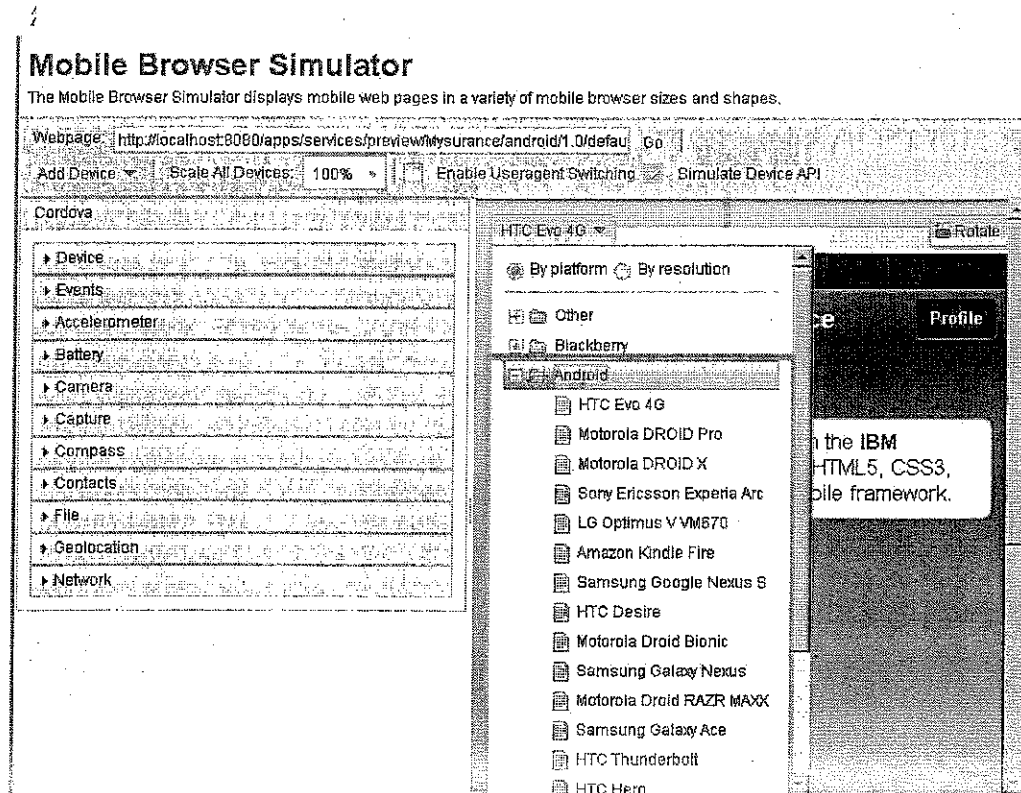 Mobile Browser Simulator
The Mobile Browser Simulator displays mobile web pages in a variety of mobile browser sizes and shapes.
Webpage: http://localhost:8080/apps/services/preview/Mysurance/android/1.0/defau Go
Add Device Scale All Devices: 100% Enable Useragent Switching Simulate Device API
Cordova
Device
Events
Accelerometer
Battery
Camera
Capture
Compass
Contacts
File
Geolocation
Network
HTC Evo 4G Rotate
By platform By resolution
Other
Blackberry
Android
HTC Evo 4G
Motorola DROID Pro
Motorola DROID X
Sony Ericsson Experia Arc
LG Optimus V VM670
Amazon Kindle Fire
Samsung Google Nexus S
HTC Desire
Motorola Droid Bionic
Samsung Galaxy Nexus
Motorola Droid RAZR MAXX
Samsung Galaxy Ace
HTC Thunderbolt
HTC Hero
ce Profile
n the IBM
HTML5, CSS3,
bile framework.